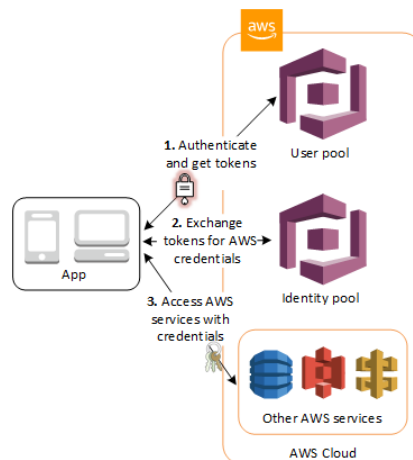 aws
1. Authenticate
and get tokens
User pool
2. Exchange
tokens for AWS
credentials
App
Identity pool
3. Access AWS
services with
credentials
Other AWS services
AWS Cloud